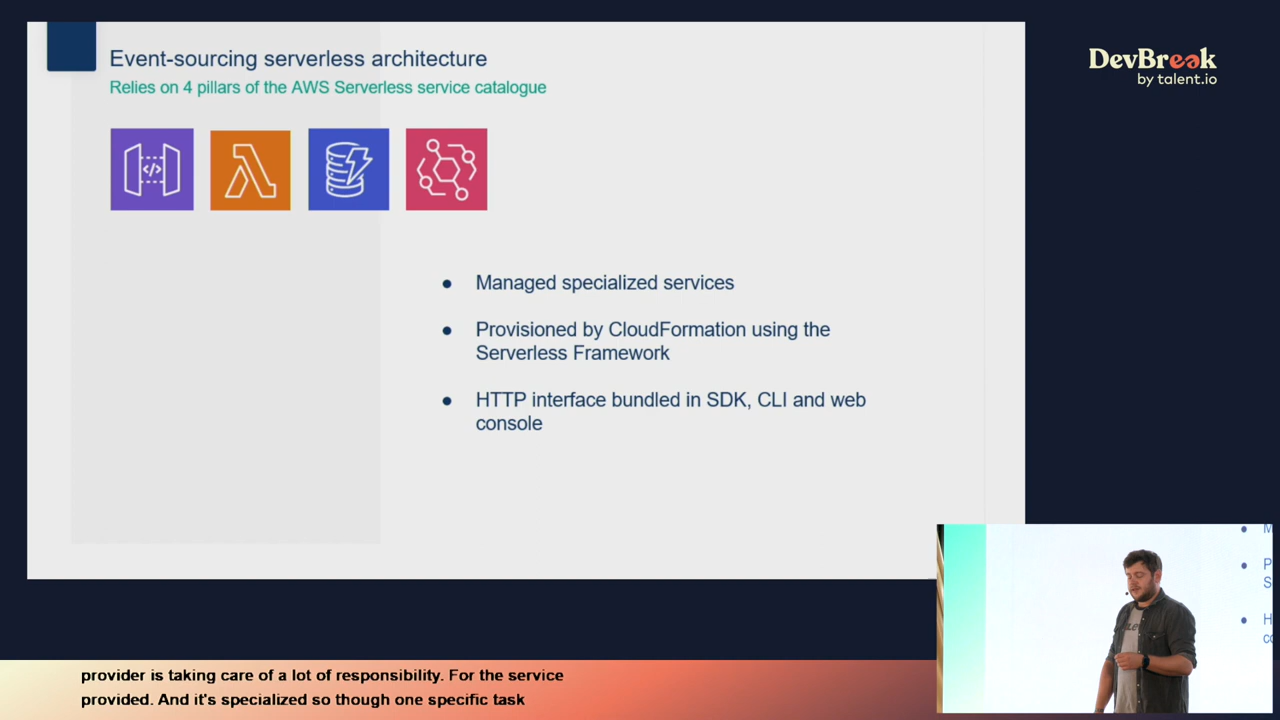 Event-sourcing serverless architecture
Relies on 4 pillars of the AWS Serverless service catalogue
DevBreak
by talent.io
</>
● Managed specialized services
● Provisioned by CloudFormation using the
Serverless Framework
● HTTP interface bundled in SDK, CLI and web
console
● M
● P
S
● H
co
provider is taking care of a lot of responsibility. For the service
provided. And it's specialized so though one specific task